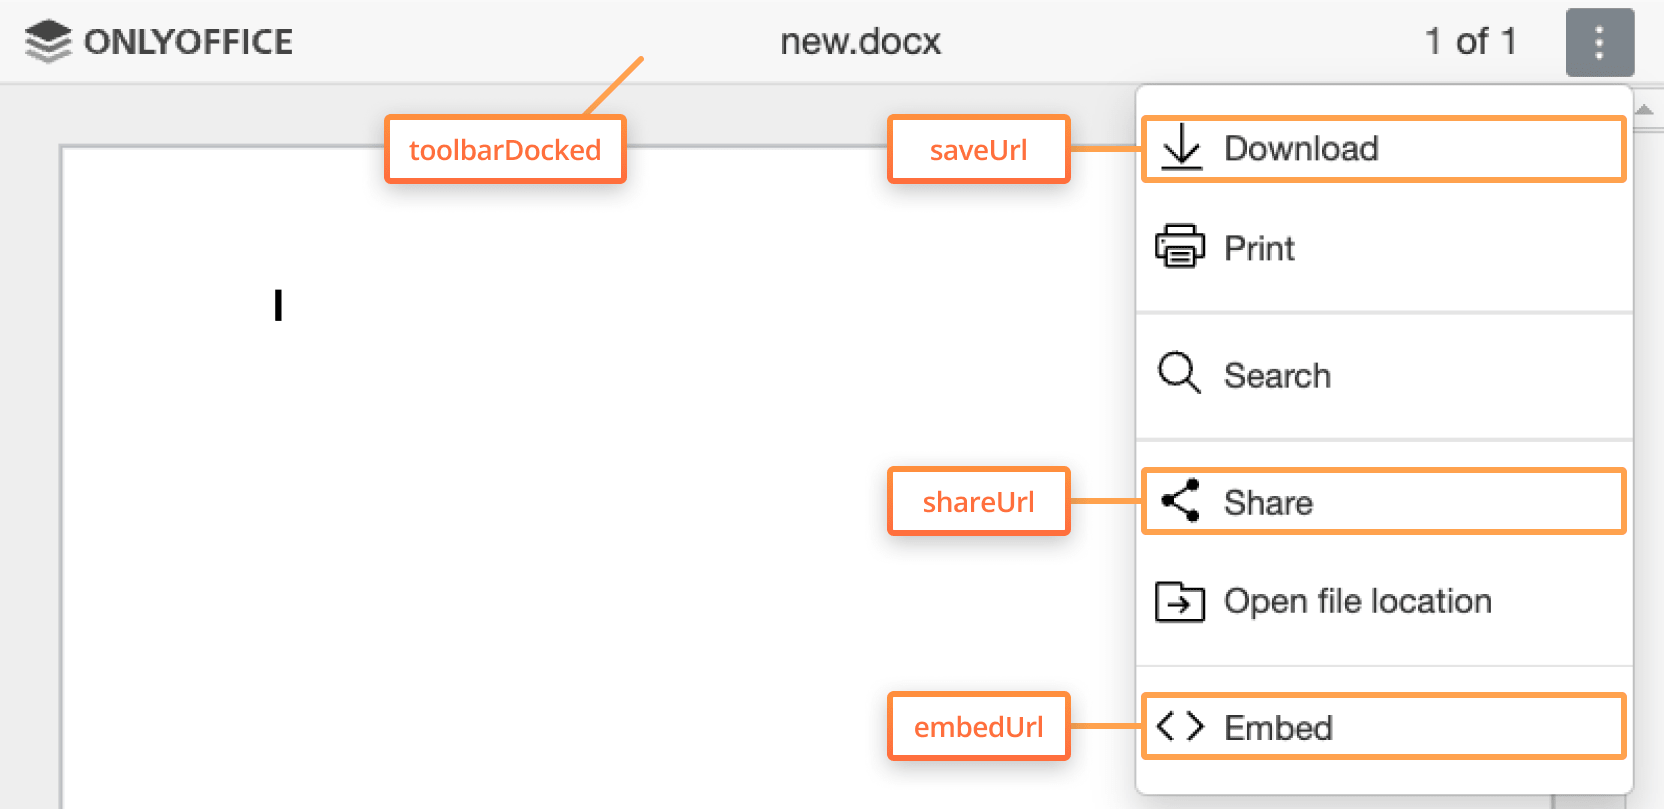 ONLYOFFICE
new.docx
1 of 1
toolbarDocked
saveUrl
Download
Print
Search
shareUrl
Share
Open file location
embedUrl
Embed